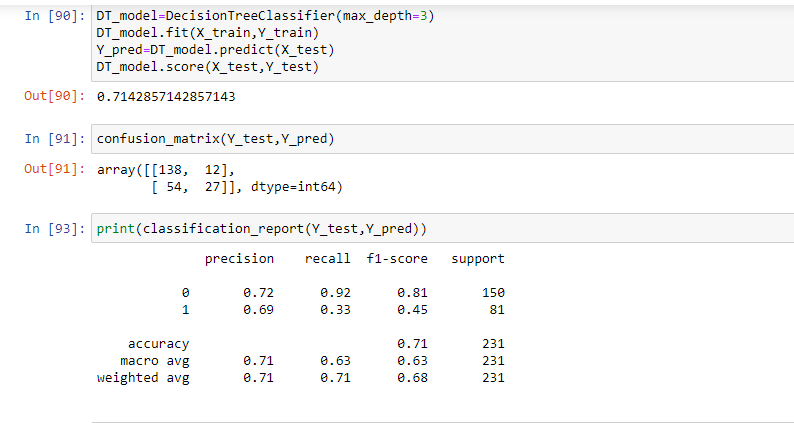 In [90]: DT_model=DecisionTreeClassifier(max_depth=3)
DT_model.fit(X_train,Y_train)
Y_pred=DT_model.predict(X_test)
DT_model.score(X_test,Y_test)
Out[90]: 0.7142857142857143
In [91]: confusion_matrix(Y_test,Y_pred)
Out[91]: array([[138,  12],
       [ 54,  27]], dtype=int64)
In [93]: print(classification_report(Y_test,Y_pred))
              precision    recall  f1-score   support
           0       0.72      0.92      0.81       150
           1       0.69      0.33      0.45        81
    accuracy                           0.71       231
   macro avg       0.71      0.63      0.63       231
weighted avg       0.71      0.71      0.68       231